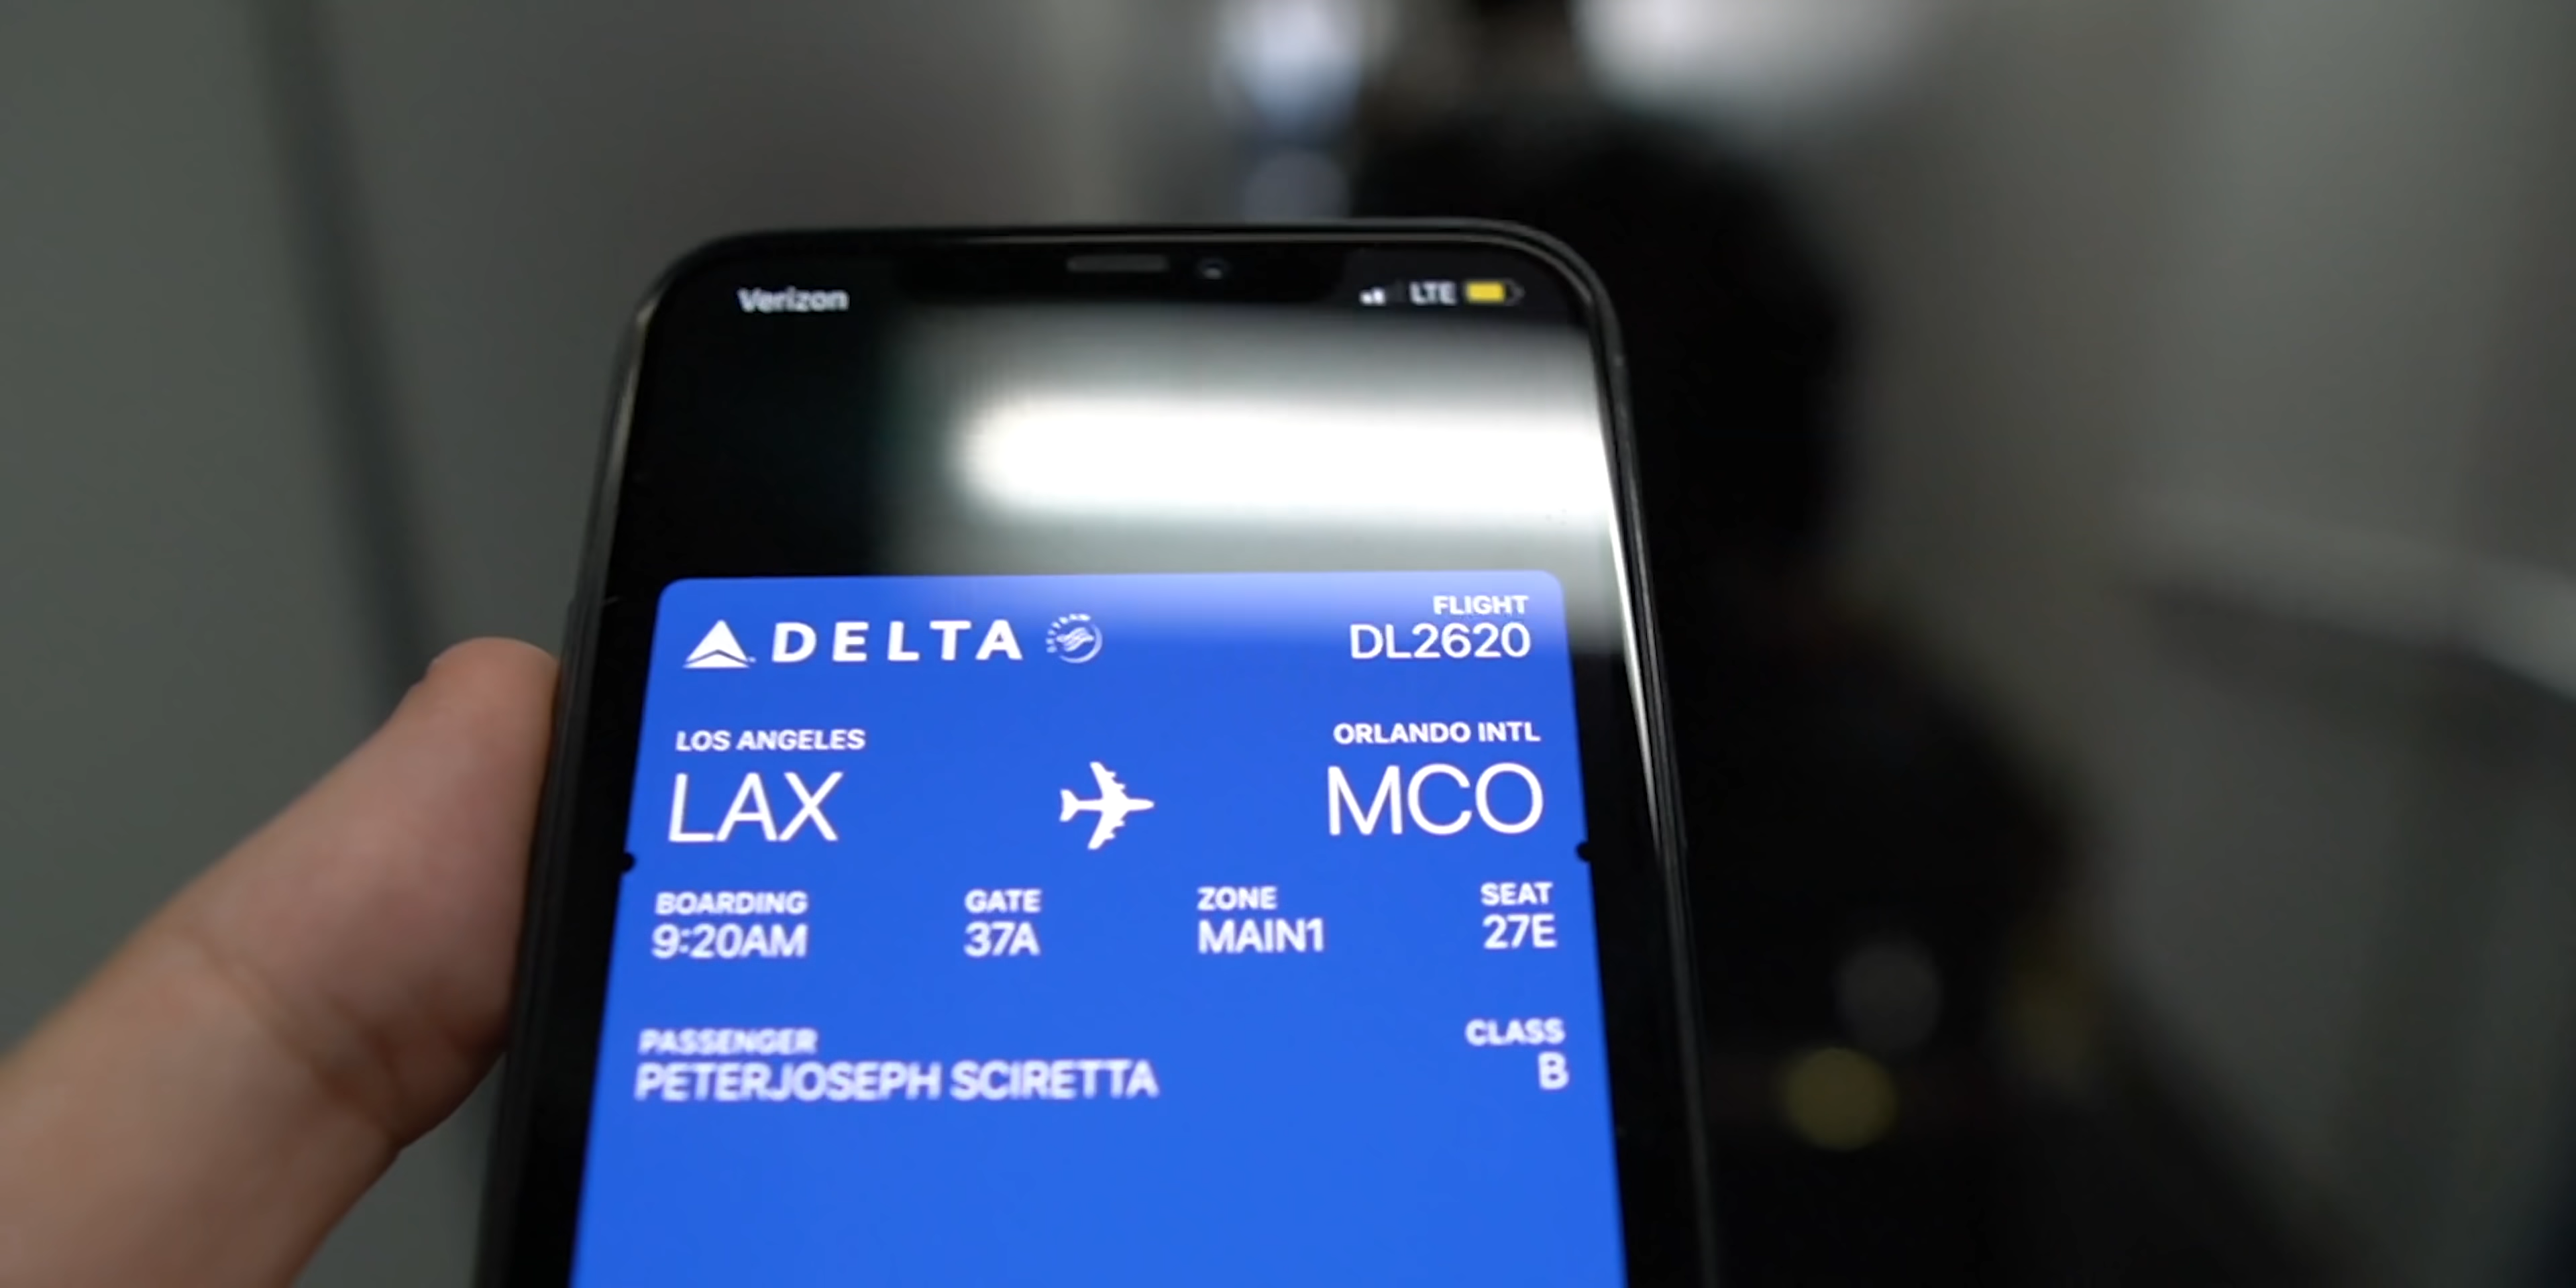 Verizon LTE
DELTA
FLIGHT
DL2620
LOS ANGELES ORLANDO INTL
LAX MCO
BOARDING GATE ZONE SEAT
9:20AM 37A MAIN1 27E
PASSENGER CLASS
PETERJOSEPH SCIRETTA B